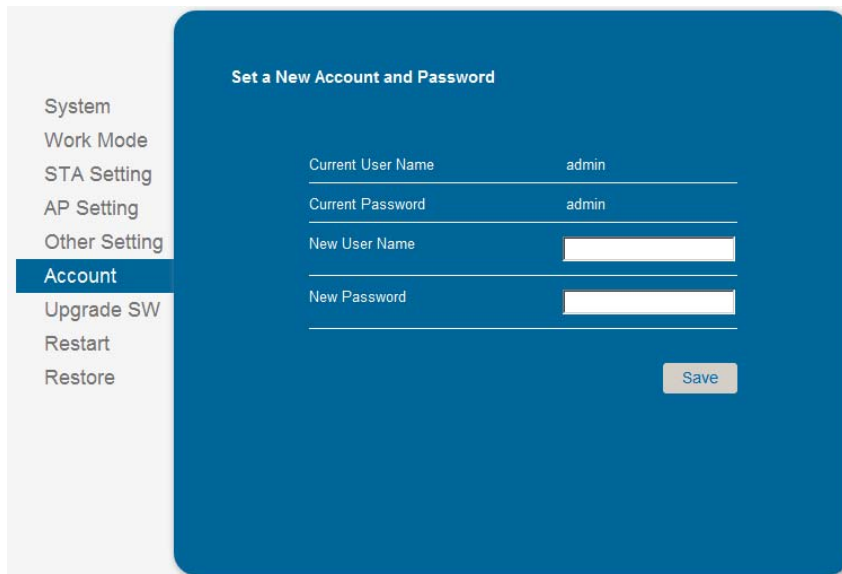 System
Work Mode
STA Setting
AP Setting
Other Setting
Account
Upgrade SW
Restart
Restore
Set a New Account and Password
Current User Name admin
Current Password admin
New User Name
New Password
Save